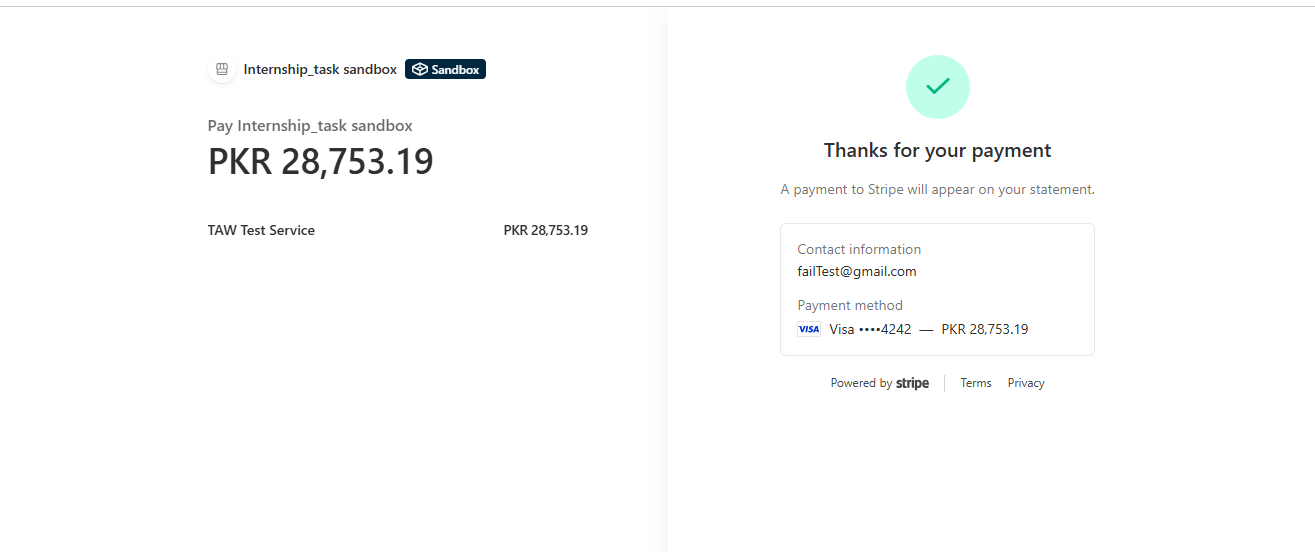 Internship_task sandbox Sandbox
Pay Internship_task sandbox
PKR 28,753.19
TAW Test Service PKR 28,753.19
Thanks for your payment
A payment to Stripe will appear on your statement.
Contact information
failTest@gmail.com
Payment method
VISA Visa ••••4242 — PKR 28,753.19
Powered by stripe Terms Privacy